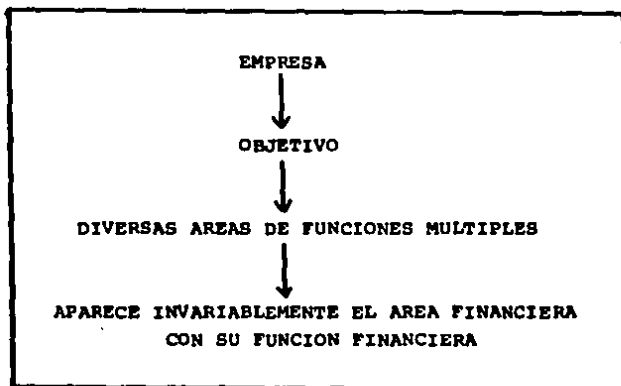 EMPRESA
OBJETIVO
DIVERSAS AREAS DE FUNCIONES MULTIPLES
APARECE INVARIABLEMENTE EL AREA FINANCIERA
CON SU FUNCION FINANCIERA